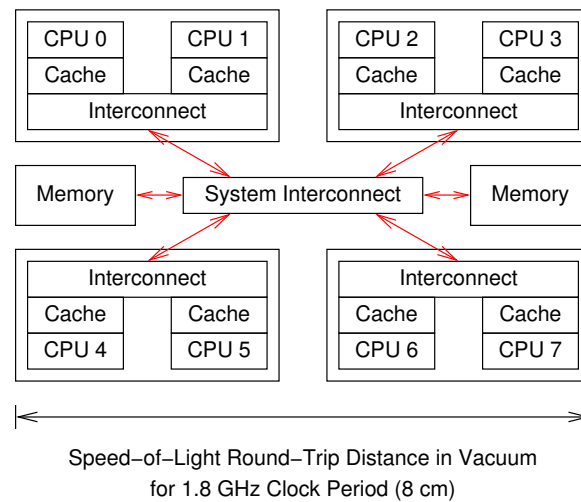 CPU 0 CPU 1 CPU 2 CPU 3
Cache Cache Cache Cache
Interconnect Interconnect
Memory System Interconnect Memory
Interconnect Interconnect
Cache Cache Cache Cache
CPU 4 CPU 5 CPU 6 CPU 7
Speed−of−Light Round−Trip Distance in Vacuum
for 1.8 GHz Clock Period (8 cm)